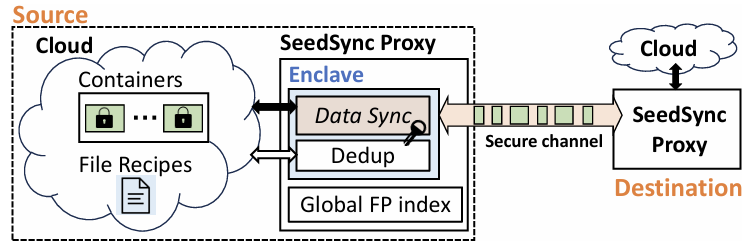 Source
Cloud
Containers
...
File Recipes
SeedSync Proxy
Enclave
Data Sync
Dedup
Global FP index
Secure channel
Cloud
SeedSync
Proxy
Destination